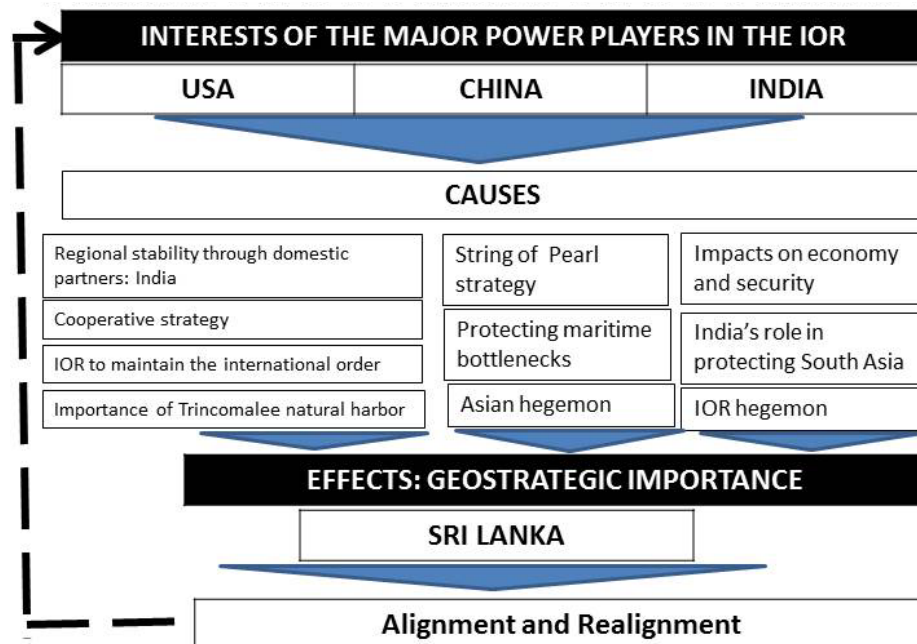 INTERESTS OF THE MAJOR POWER PLAYERS IN THE IOR
USA
CHINA
INDIA
CAUSES
Regional stability through domestic
partners: India
Cooperative strategy
IOR to maintain the international order
Importance of Trincomalee natural harbor
String of Pearl
strategy
Protecting maritime
bottlenecks
Asian hegemon
Impacts on economy
and security
India's role in
protecting South Asia
IOR hegemon
EFFECTS: GEOSTRATEGIC IMPORTANCE
SRI LANKA
Alignment and Realignment